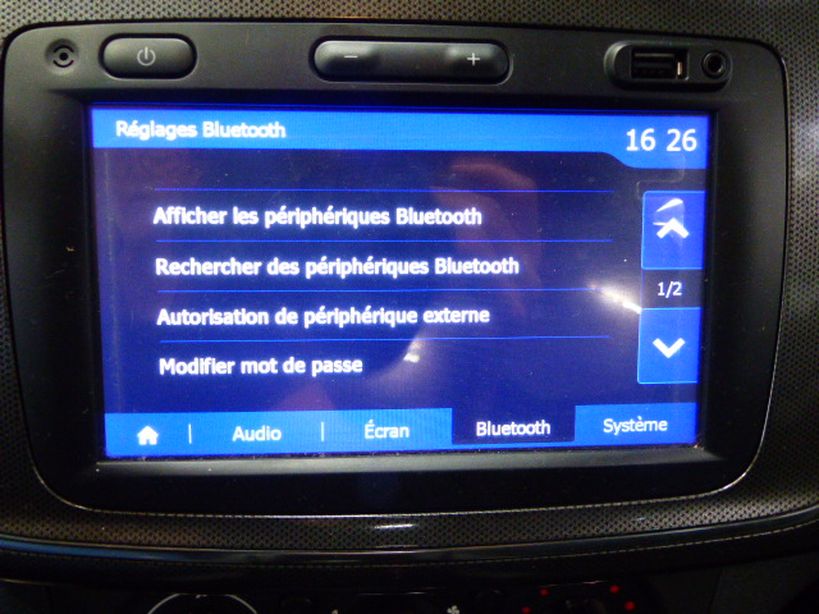 Réglages Bluetooth
16 26
Afficher les périphériques Bluetooth
Rechercher des périphériques Bluetooth
1/2
Autorisation de périphérique externe
Modifier mot de passe
Audio | Écran Bluetooth Système